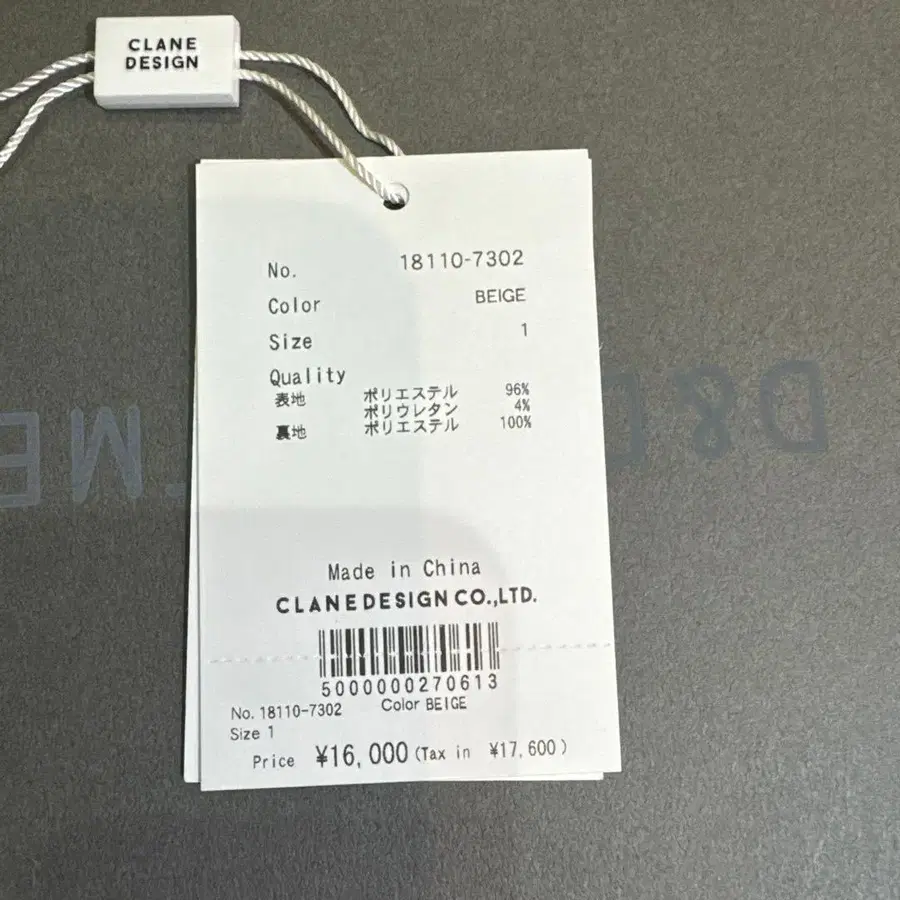 CLANE
DESIGN
No. 18110-7302
Color BEIGE
Size 1
Quality
表地 ポリエステル 96%
ポリウレタン 4%
裏地 ポリエステル 100%
Made in China
CLANE DESIGN CO.,LTD.
5000000270613
No. 18110-7302 Color BEIGE
Size 1
Price ¥16,000 (Tax in ¥17,600)
D&D
ME